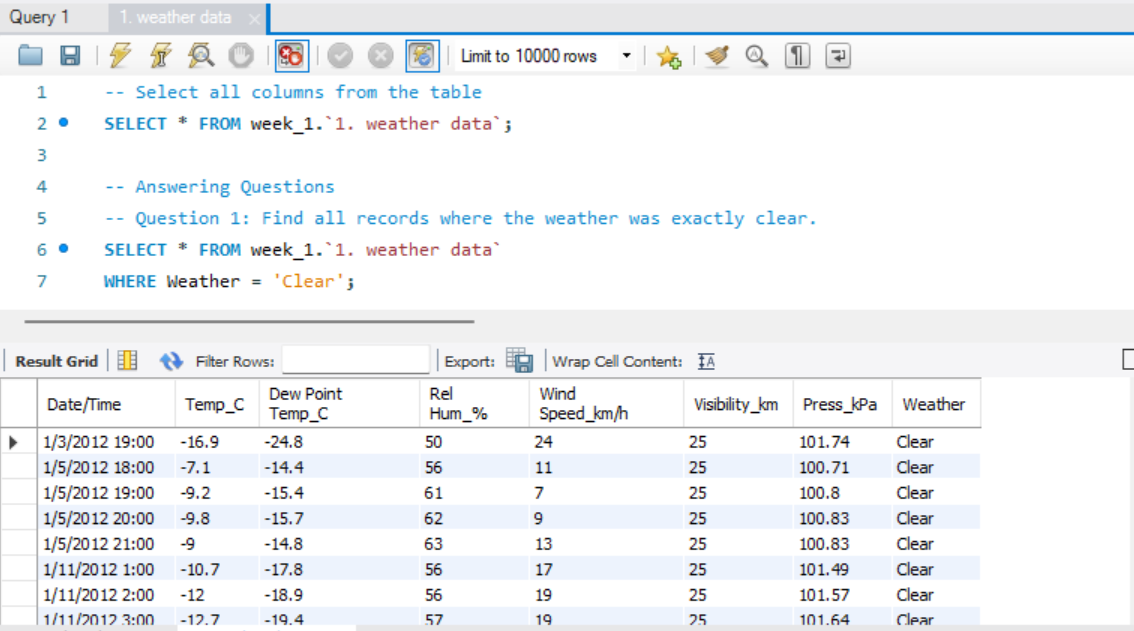 Query 1 1. weather data
Limit to 10000 rows
1 -- Select all columns from the table
2 SELECT * FROM week_1.`1. weather data`;
3
4 -- Answering Questions
5 -- Question 1: Find all records where the weather was exactly clear.
6 SELECT * FROM week_1.`1. weather data`
7 WHERE Weather = 'Clear';
Result Grid Filter Rows: Export: Wrap Cell Content:
Date/Time Temp_C Dew Point Temp_C Rel Hum_% Wind Speed_km/h Visibility_km Press_kPa Weather
1/3/2012 19:00 -16.9 -24.8 50 24 25 101.74 Clear
1/5/2012 18:00 -7.1 -14.4 56 11 25 100.71 Clear
1/5/2012 19:00 -9.2 -15.4 61 7 25 100.8 Clear
1/5/2012 20:00 -9.8 -15.7 62 9 25 100.83 Clear
1/5/2012 21:00 -9 -14.8 63 13 25 100.83 Clear
1/11/2012 1:00 -10.7 -17.8 56 17 25 101.49 Clear
1/11/2012 2:00 -12 -18.9 56 19 25 101.57 Clear
1/11/2012 3:00 -12.7 -19.4 57 19 25 101.64 Clear